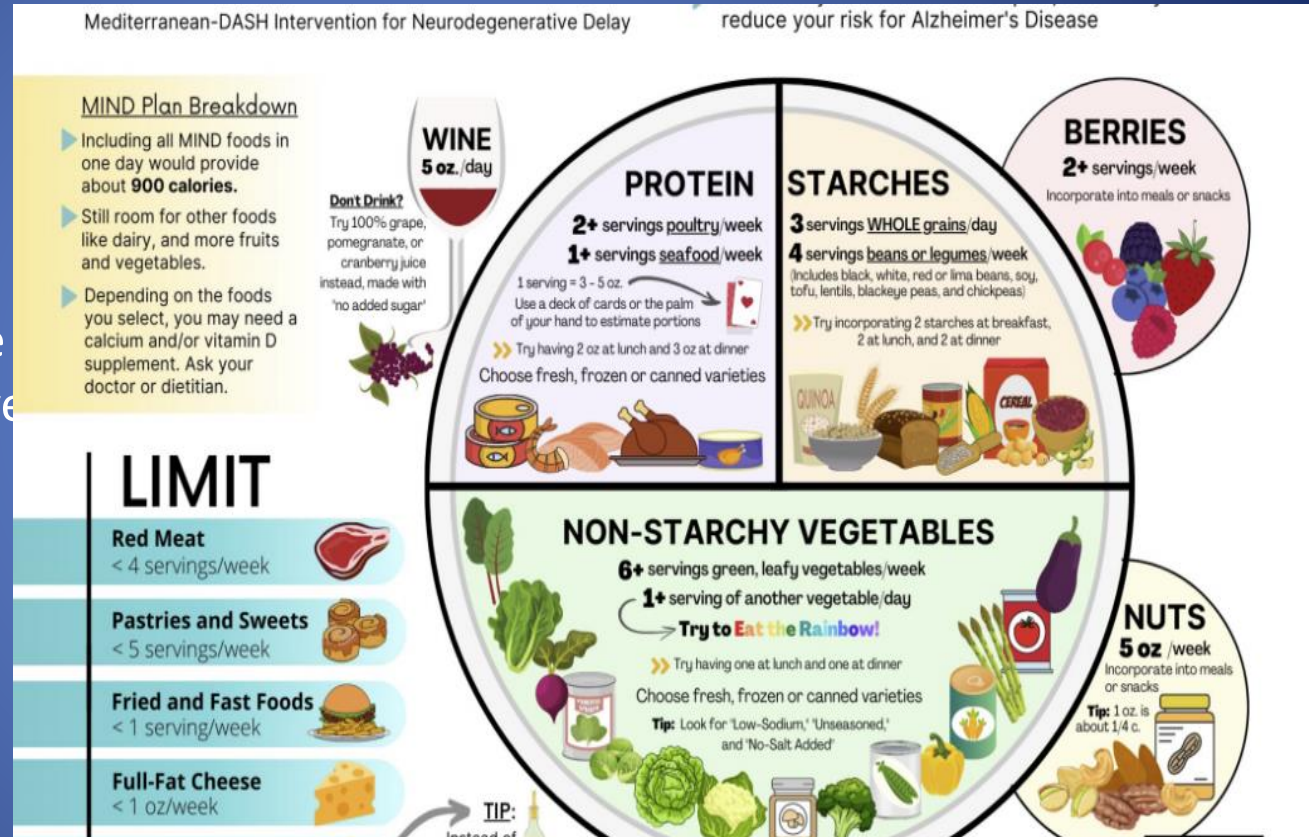 Mediterranean-DASH Intervention for Neurodegenerative Delay
reduce your risk for Alzheimer's Disease
MIND Plan Breakdown
Including all MIND foods in
one day would provide
about 900 calories.
Still room for other foods
like dairy, and more fruits
and vegetables.
Depending on the foods
you select, you may need a
calcium and/or vitamin D
supplement. Ask your
doctor or dietitian.
WINE
5 oz./day
Don't Drink?
Try 100% grape,
pomegranate, or
cranberry juice
instead, made with
'no added sugar'
PROTEIN
2+ servings poultry/week
1+ servings seafood/week
1 serving = 3 - 5 oz.
Use a deck of cards or the palm
of your hand to estimate portions
Try having 2 oz at lunch and 3 oz at dinner
Choose fresh, frozen or canned varieties
STARCHES
3 servings WHOLE grains/day
4 servings beans or legumes/week
(Includes black, white, red or lima beans, soy,
tofu, lentils, blackeye peas, and chickpeas)
Try incorporating 2 starches at breakfast,
2 at lunch, and 2 at dinner
QUINOA
CEREAL
BERRIES
2+ servings/week
Incorporate into meals or snacks
LIMIT
Red Meat
< 4 servings/week
Pastries and Sweets
< 5 servings/week
Fried and Fast Foods
< 1 serving/week
Full-Fat Cheese
< 1 oz/week
TIP:
Instead of
NON-STARCHY VEGETABLES
6+ servings green, leafy vegetables/week
1+ serving of another vegetable/day
Try to Eat the Rainbow!
Try having one at lunch and one at dinner
Choose fresh, frozen or canned varieties
Tip: Look for 'Low-Sodium,' 'Unseasoned,'
and 'No-Salt Added'
NUTS
5 oz /week
Incorporate into meals
or snacks
Tip: 1 oz. is
about 1/4 c.